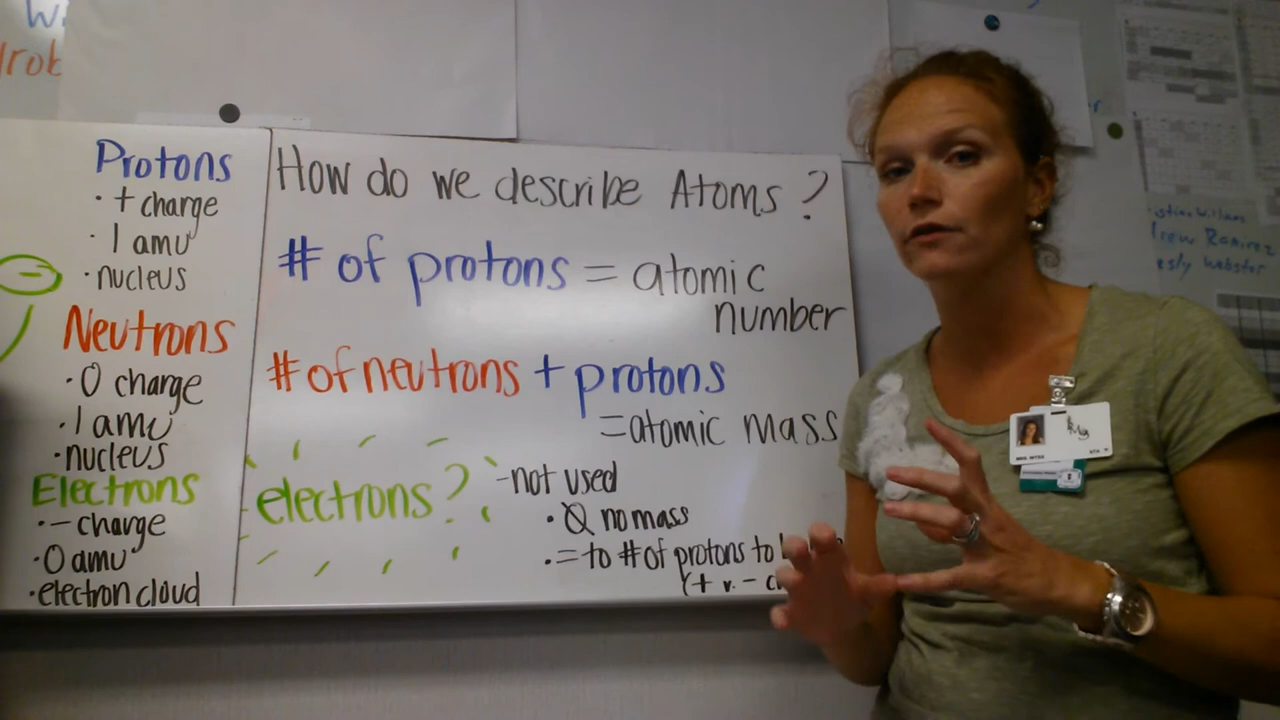 Protons
· + charge
· 1 amu
· nucleus
Neutrons
· 0 charge
· 1 amu
· nucleus
Electrons
· - charge
· 0 amu
· electron cloud
How do we describe Atoms?
# of protons = atomic
number
# of neutrons + protons
= atomic mass
electrons?
- not used
· no mass
· = to # of protons to
(+ v. -
Ramirez
Webster